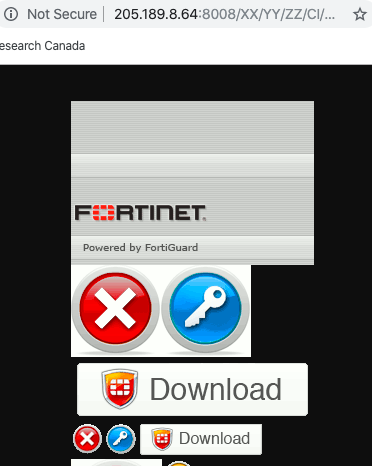 Not Secure | 205.189.8.64:8008/XX/YY/ZZ/CI/...
esearch Canada
FORTINET
Powered by FortiGuard
Download
Download